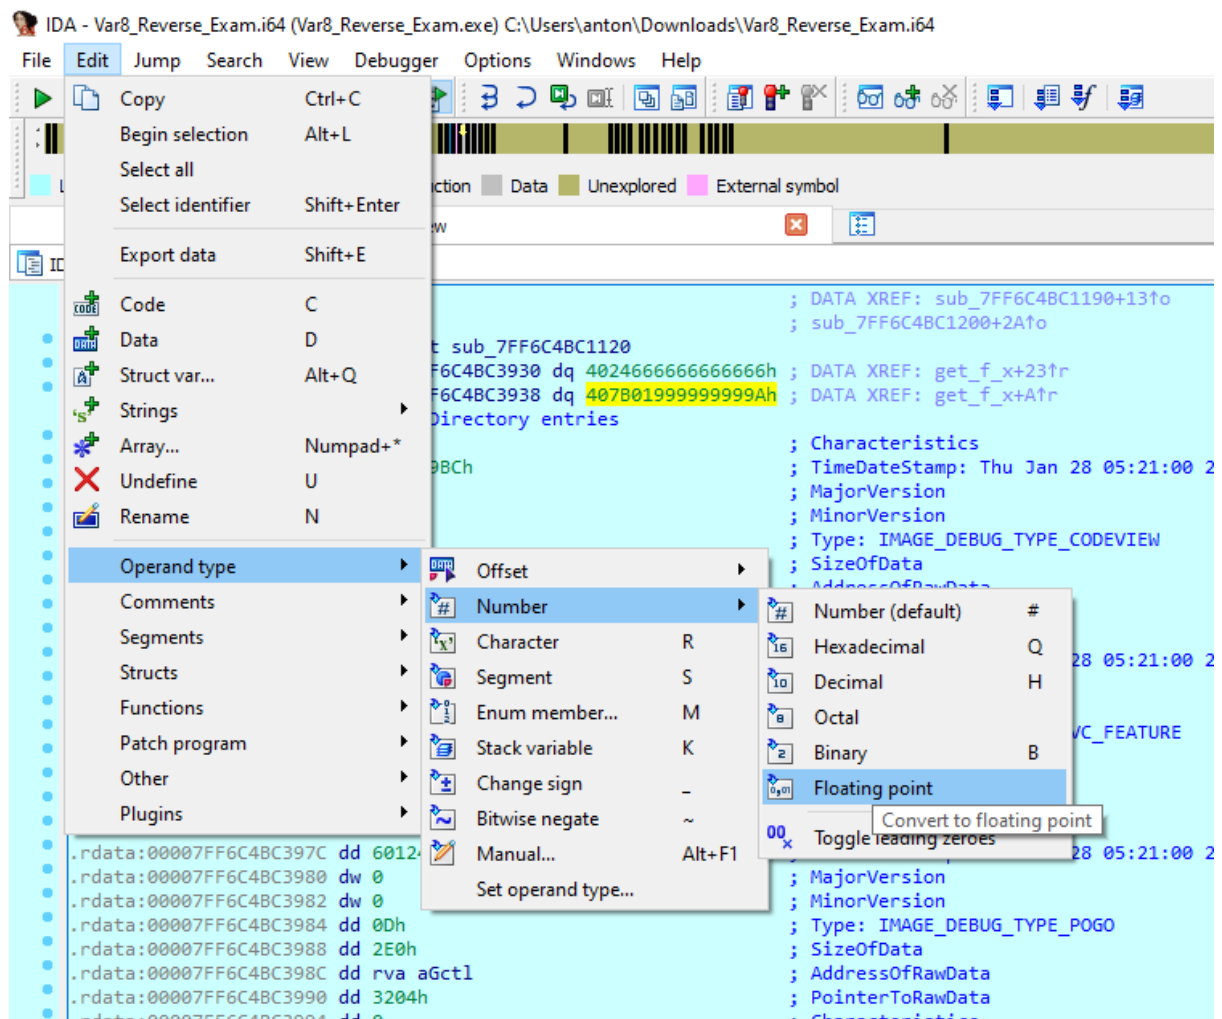 IDA - Var8_Reverse_Exam.i64 (Var8_Reverse_Exam.exe) C:\Users\anton\Downloads\Var8_Reverse_Exam.i64
File Edit Jump Search View Debugger Options Windows Help
Copy Ctrl+C
Begin selection Alt+L
Select all
Select identifier Shift+Enter
Export data Shift+E
Code C
Data D
Struct var... Alt+Q
Strings
Array... Numpad+*
Undefine U
Rename N
Operand type
Comments
Segments
Structs
Functions
Patch program
Other
Plugins
ction Data Unexplored External symbol
ew
; DATA XREF: sub_7FF6C4BC1190+13↑o
; sub_7FF6C4BC1200+2A↑o
t sub_7FF6C4BC1120
F6C4BC3930 dq 4024666666666666h ; DATA XREF: get_f_x+23↑r
F6C4BC3938 dq 407B01999999999Ah ; DATA XREF: get_f_x+A↑r
Directory entries
; Characteristics
9BCh ; TimeDateStamp: Thu Jan 28 05:21:00 2
; MajorVersion
; MinorVersion
; Type: IMAGE_DEBUG_TYPE_CODEVIEW
; SizeOfData
; AddressOfRawData
Offset
Number
Character R
Segment S
Enum member... M
Stack variable K
Change sign _
Bitwise negate ~
Manual... Alt+F1
Set operand type...
Number (default) #
Hexadecimal Q
Decimal H
Octal
Binary B
Floating point
Convert to floating point
Toggle leading zeroes
28 05:21:00 2
VC_FEATURE
.rdata:00007FF6C4BC397C dd 6012 28 05:21:00 2
.rdata:00007FF6C4BC3980 dw 0 ; MajorVersion
.rdata:00007FF6C4BC3982 dw 0 ; MinorVersion
.rdata:00007FF6C4BC3984 dd 0Dh ; Type: IMAGE_DEBUG_TYPE_POGO
.rdata:00007FF6C4BC3988 dd 2E0h ; SizeOfData
.rdata:00007FF6C4BC398C dd rva aGctl ; AddressOfRawData
.rdata:00007FF6C4BC3990 dd 3204h ; PointerToRawData
.rdata:00007FF6C4BC3994 dd 0 ; Characteristics